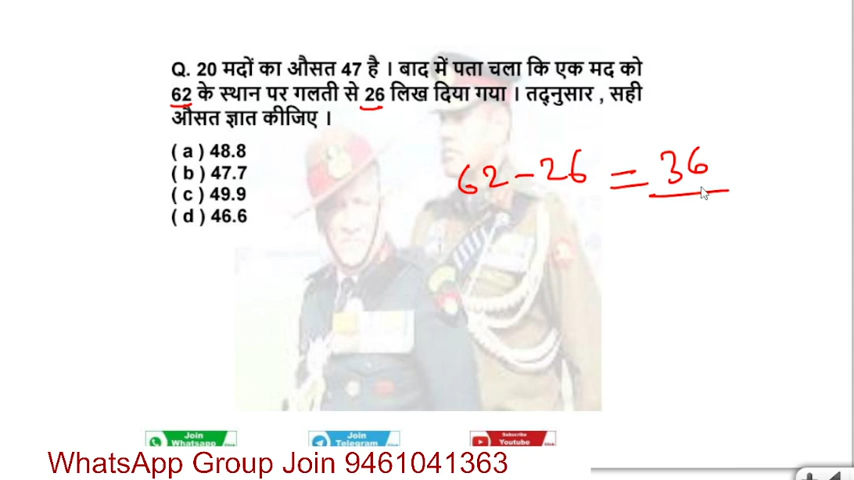 Q. 20 मदों का औसत 47 है । बाद में पता चला कि एक मद को
62 के स्थान पर गलती से 26 लिख दिया गया । तद्नुसार , सही
औसत ज्ञात कीजिए ।
( a ) 48.8
( b ) 47.7
( c ) 49.9
( d ) 46.6
62-26 = 36
Join Whatsapp
Join Telegram
Subscribe Youtube
WhatsApp Group Join 9461041363